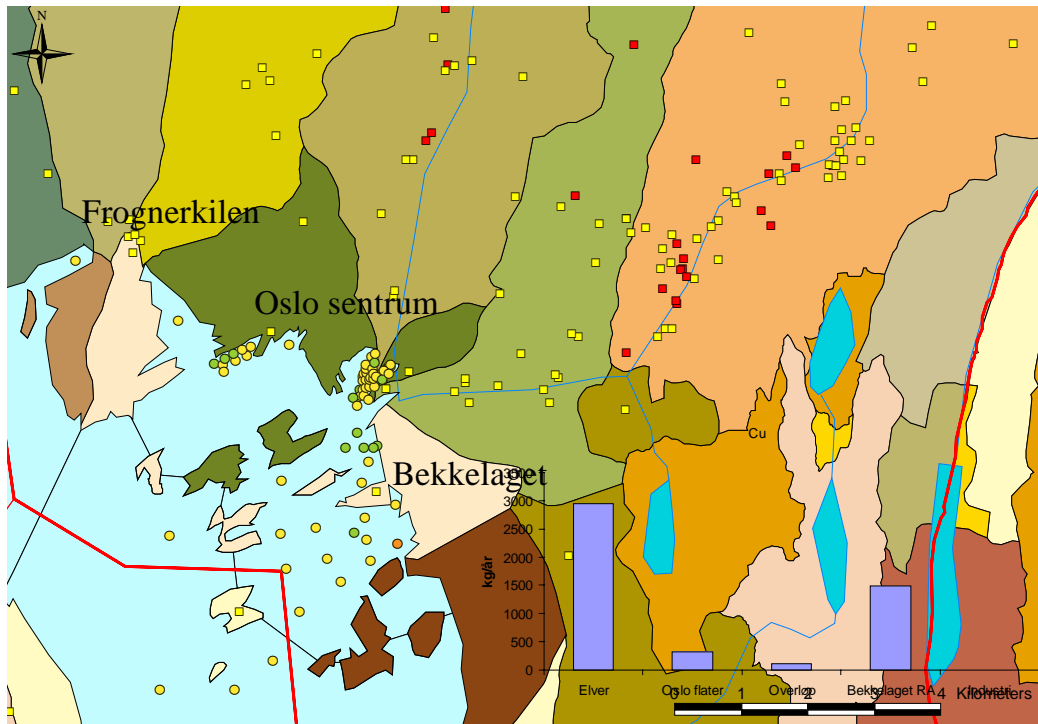 N
Frognerkilen
Oslo sentrum
Cu
Bekkelaget
3500
3000
2500
2000
1500
1000
500
0
kg/år
Elver
Oslo flater
Overløp
Bekkelaget RA
Industri
0 1 2 3 4 Kilometers